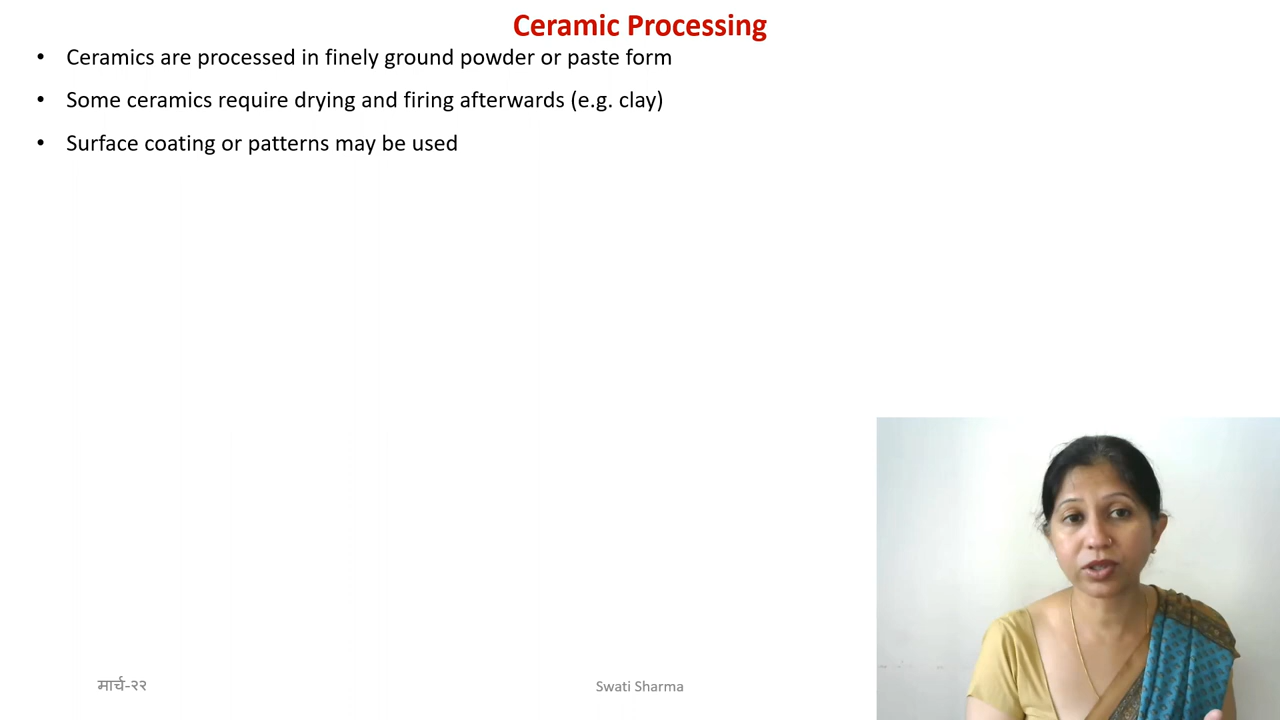 Ceramic Processing
• Ceramics are processed in finely ground powder or paste form
• Some ceramics require drying and firing afterwards (e.g. clay)
• Surface coating or patterns may be used
मार्च-२२
Swati Sharma